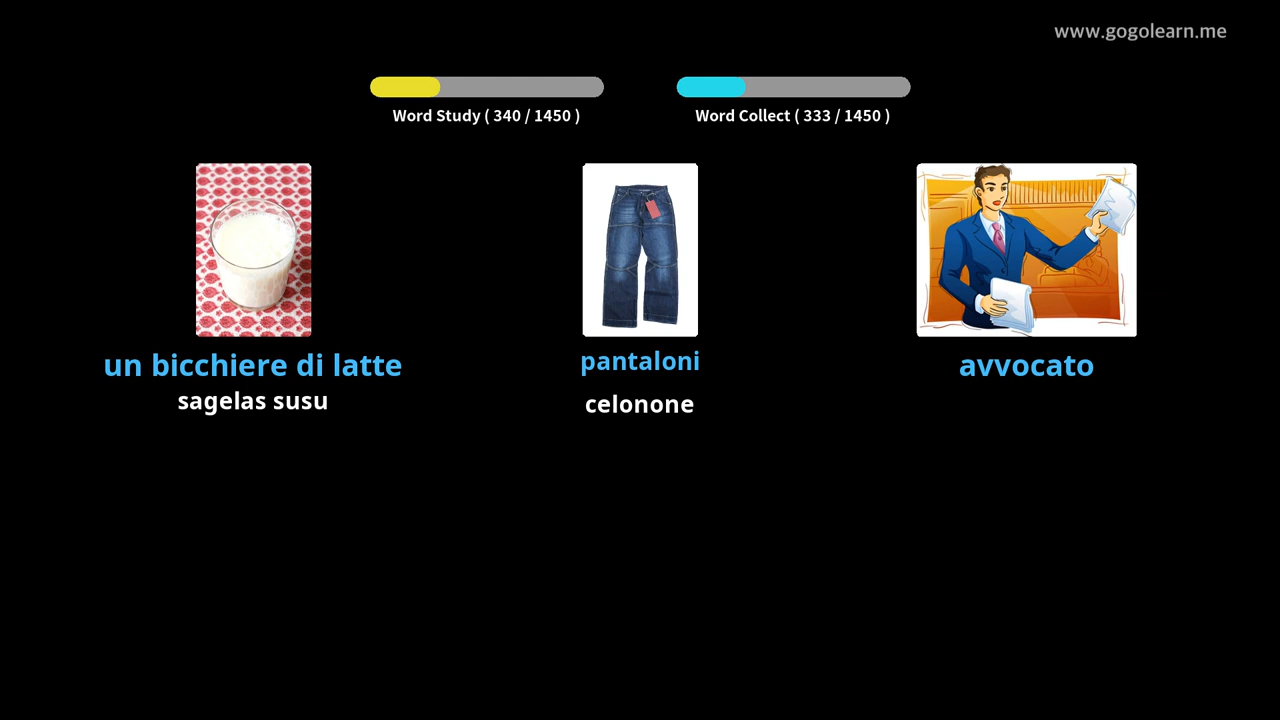 www.gogolearn.me
Word Study ( 340 / 1450 )
Word Collect ( 333 / 1450 )
un bicchiere di latte
sagelas susu
pantaloni
celonone
avvocato